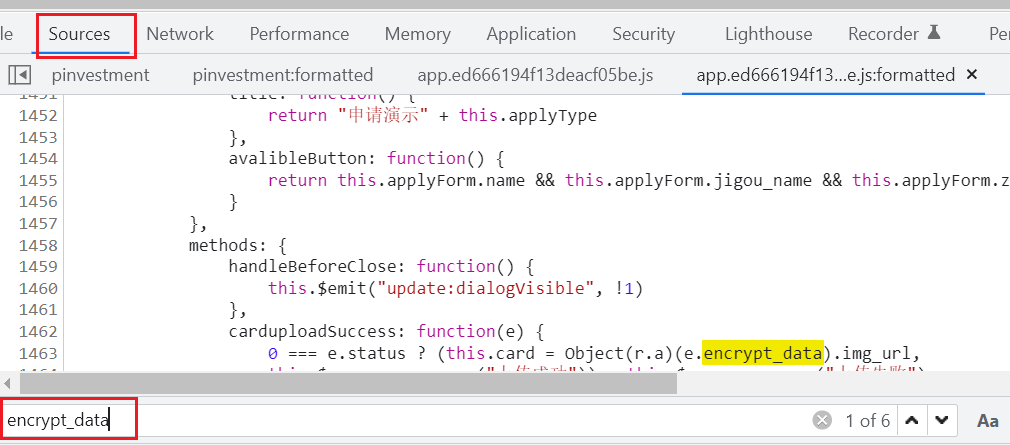 le Sources Network Performance Memory Application Security Lighthouse Recorder Pe
pinvestment pinvestment:formatted app.ed666194f13deacf05be.js app.ed666194f13...e.js:formatted ×
1451 title: function() {
1452 return "申请演示" + this.applyType
1453 },
1454 avalibleButton: function() {
1455 return this.applyForm.name && this.applyForm.jigou_name && this.applyForm.z
1456 }
1457 },
1458 methods: {
1459 handleBeforeClose: function() {
1460 this.$emit("update:dialogVisible", !1)
1461 },
1462 carduploadSuccess: function(e) {
1463 0 === e.status ? (this.card = Object(r.a)(e.encrypt_data).img_url,
encrypt_data 1 of 6 Aa